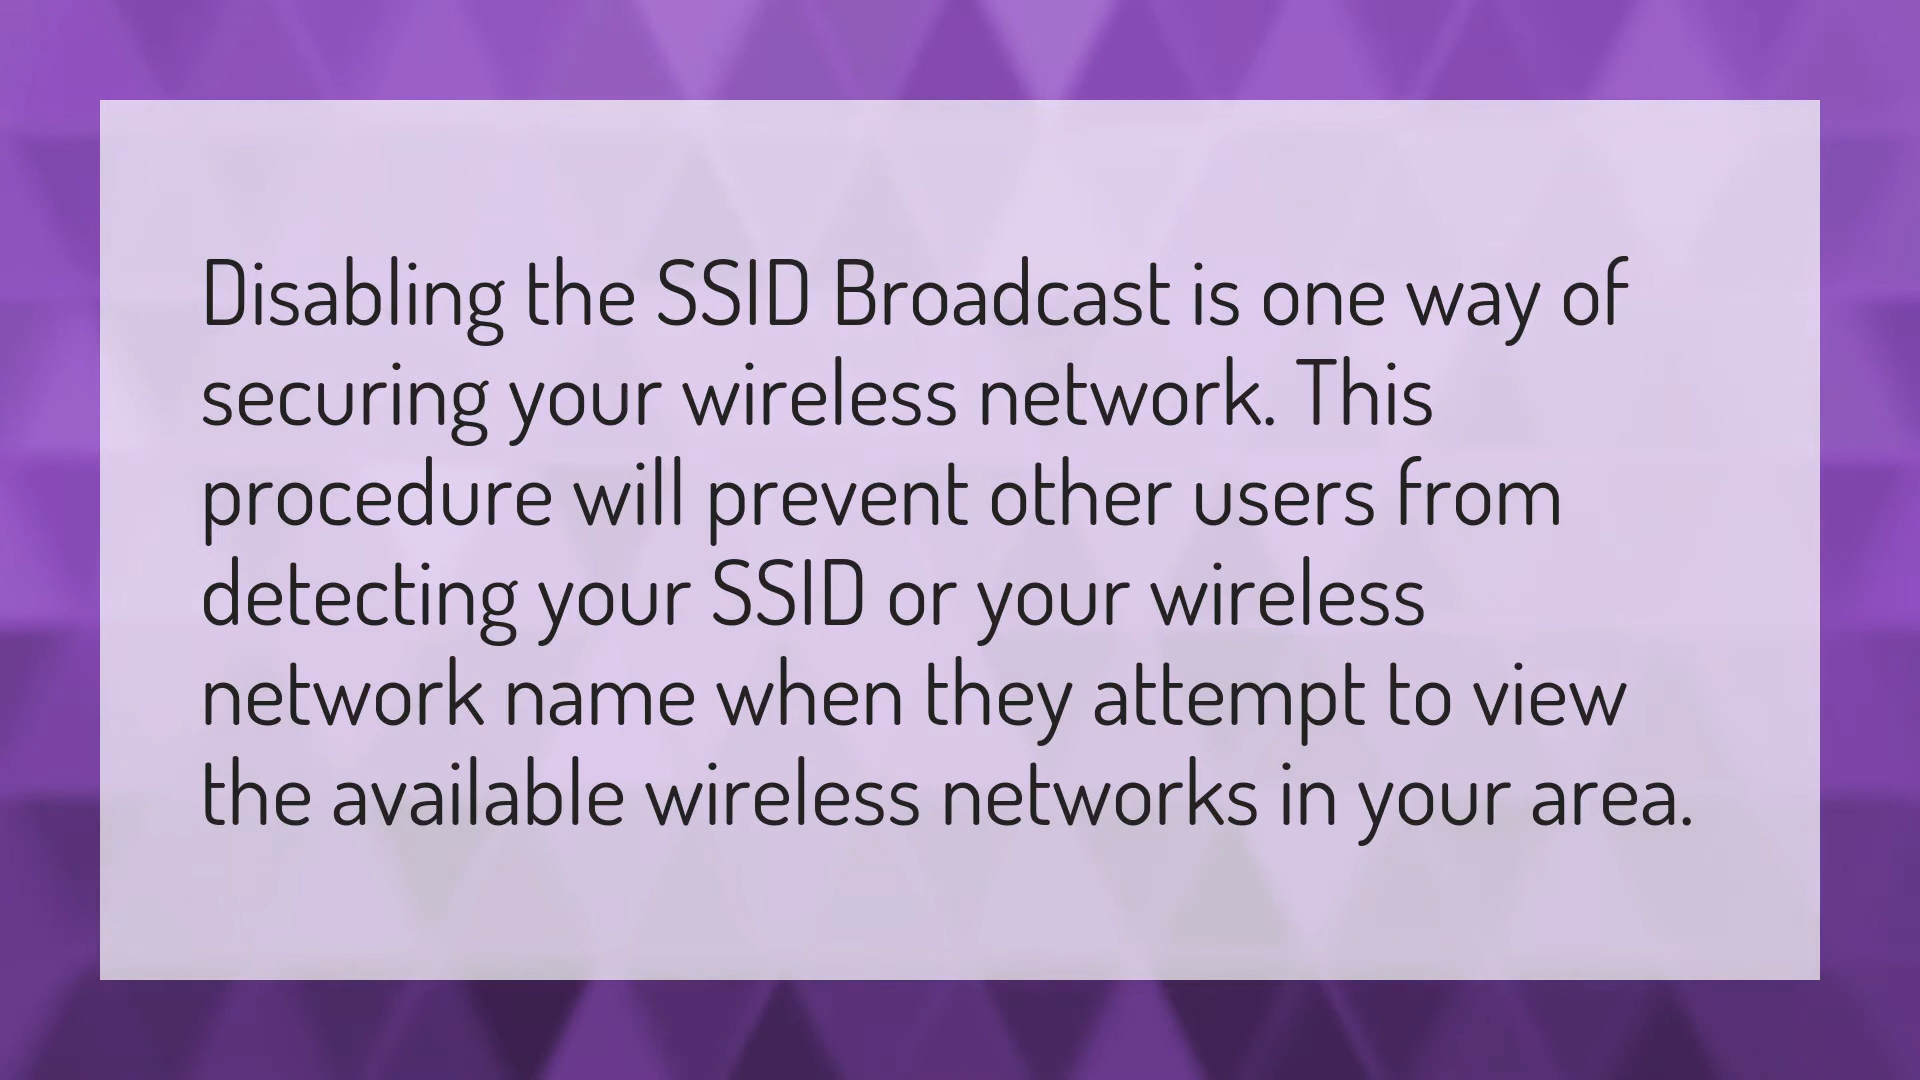 Disabling the SSID Broadcast is one way of
securing your wireless network. This
procedure will prevent other users from
detecting your SSID or your wireless
network name when they attempt to view
the available wireless networks in your area.